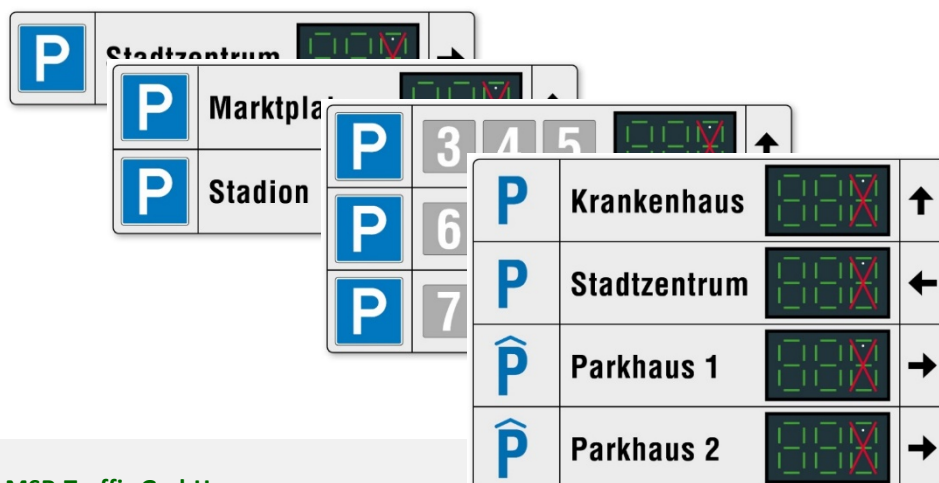 P Stadtzentrum →
P Marktpla
P Stadion
P 3 4 5 ↑
P 6
P 7
P Krankenhaus ↑
P Stadtzentrum ←
P Parkhaus 1 →
P Parkhaus 2 →